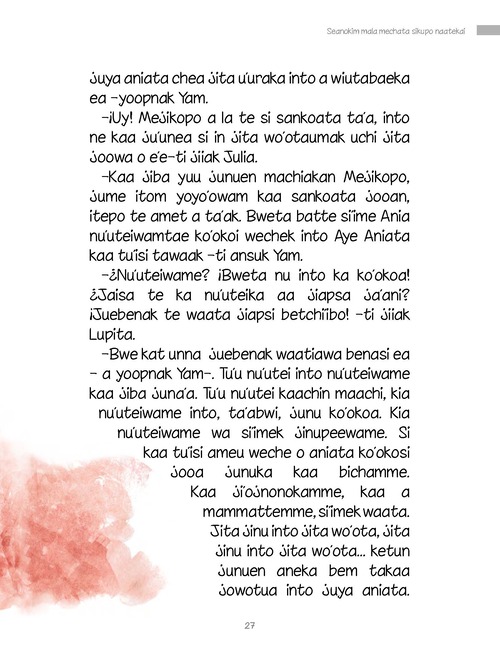 Seanokim mala mechata sikupo naatekai
juya aniata chea jita u'uraka into a wiutabaeka
ea –yoopnak Yam.
–¡Uy! Mejikopo a la te si sankoata ta'a, into
ne kaa ju'unea si in jita wo'otaumak uchi jita
joowa o e'e–ti jiiak Julia.
–Kaa jiba yuu junuen machiakan Mejikopo,
jume itom yoyo'owam kaa sankoata jooan,
itepo te amet a ta'ak. Bweta batte si'ime Ania
nu'uteiwamtae ko'okoi wechek into Aye Aniata
kaa tu'isi tawaak –ti ansuk Yam.
–¿Nu'uteiwame? ¡Bweta nu into ka ko'okoa!
¿Jaisa te ka nu'uteika aa jiapsa ja'ani?
¡Juebenak te waata jiapsi betchi'ibo! –ti jiiak
Lupita.
–Bwe kat unna juebenak waatiawa benasi ea
– a yoopnak Yam–. Tu'u nu'utei into nu'uteiwame
kaa jiba juna'a. Tu'u nu'utei kaachin maachi, kia
nu'uteiwame into, ta'abwi, junu ko'okoa. Kia
nu'uteiwame wa si'imek jinupeewame. Si
kaa tu'isi ameu weche o aniata ko'okosi
jooa junuka kaa bichamme.
Kaa ji'ojnonokamme, kaa a
mammattemme, si'imek waata.
Jita jinu into jita wo'ota, jita
jinu into jita wo'ota... ketun
junuen aneka bem takaa
jowotua into juya aniata.
27